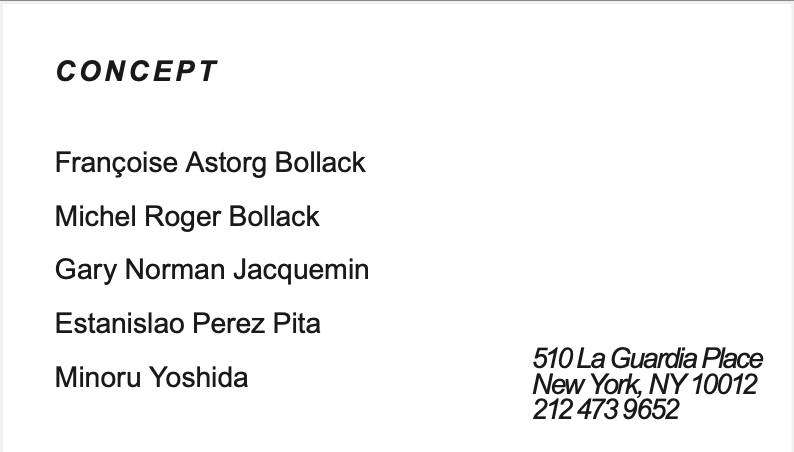 CONCEPT
Françoise Astorg Bollack
Michel Roger Bollack
Gary Norman Jacquemin
Estanislao Perez Pita
Minoru Yoshida
510 La Guardia Place
New York, NY 10012
212 473 9652